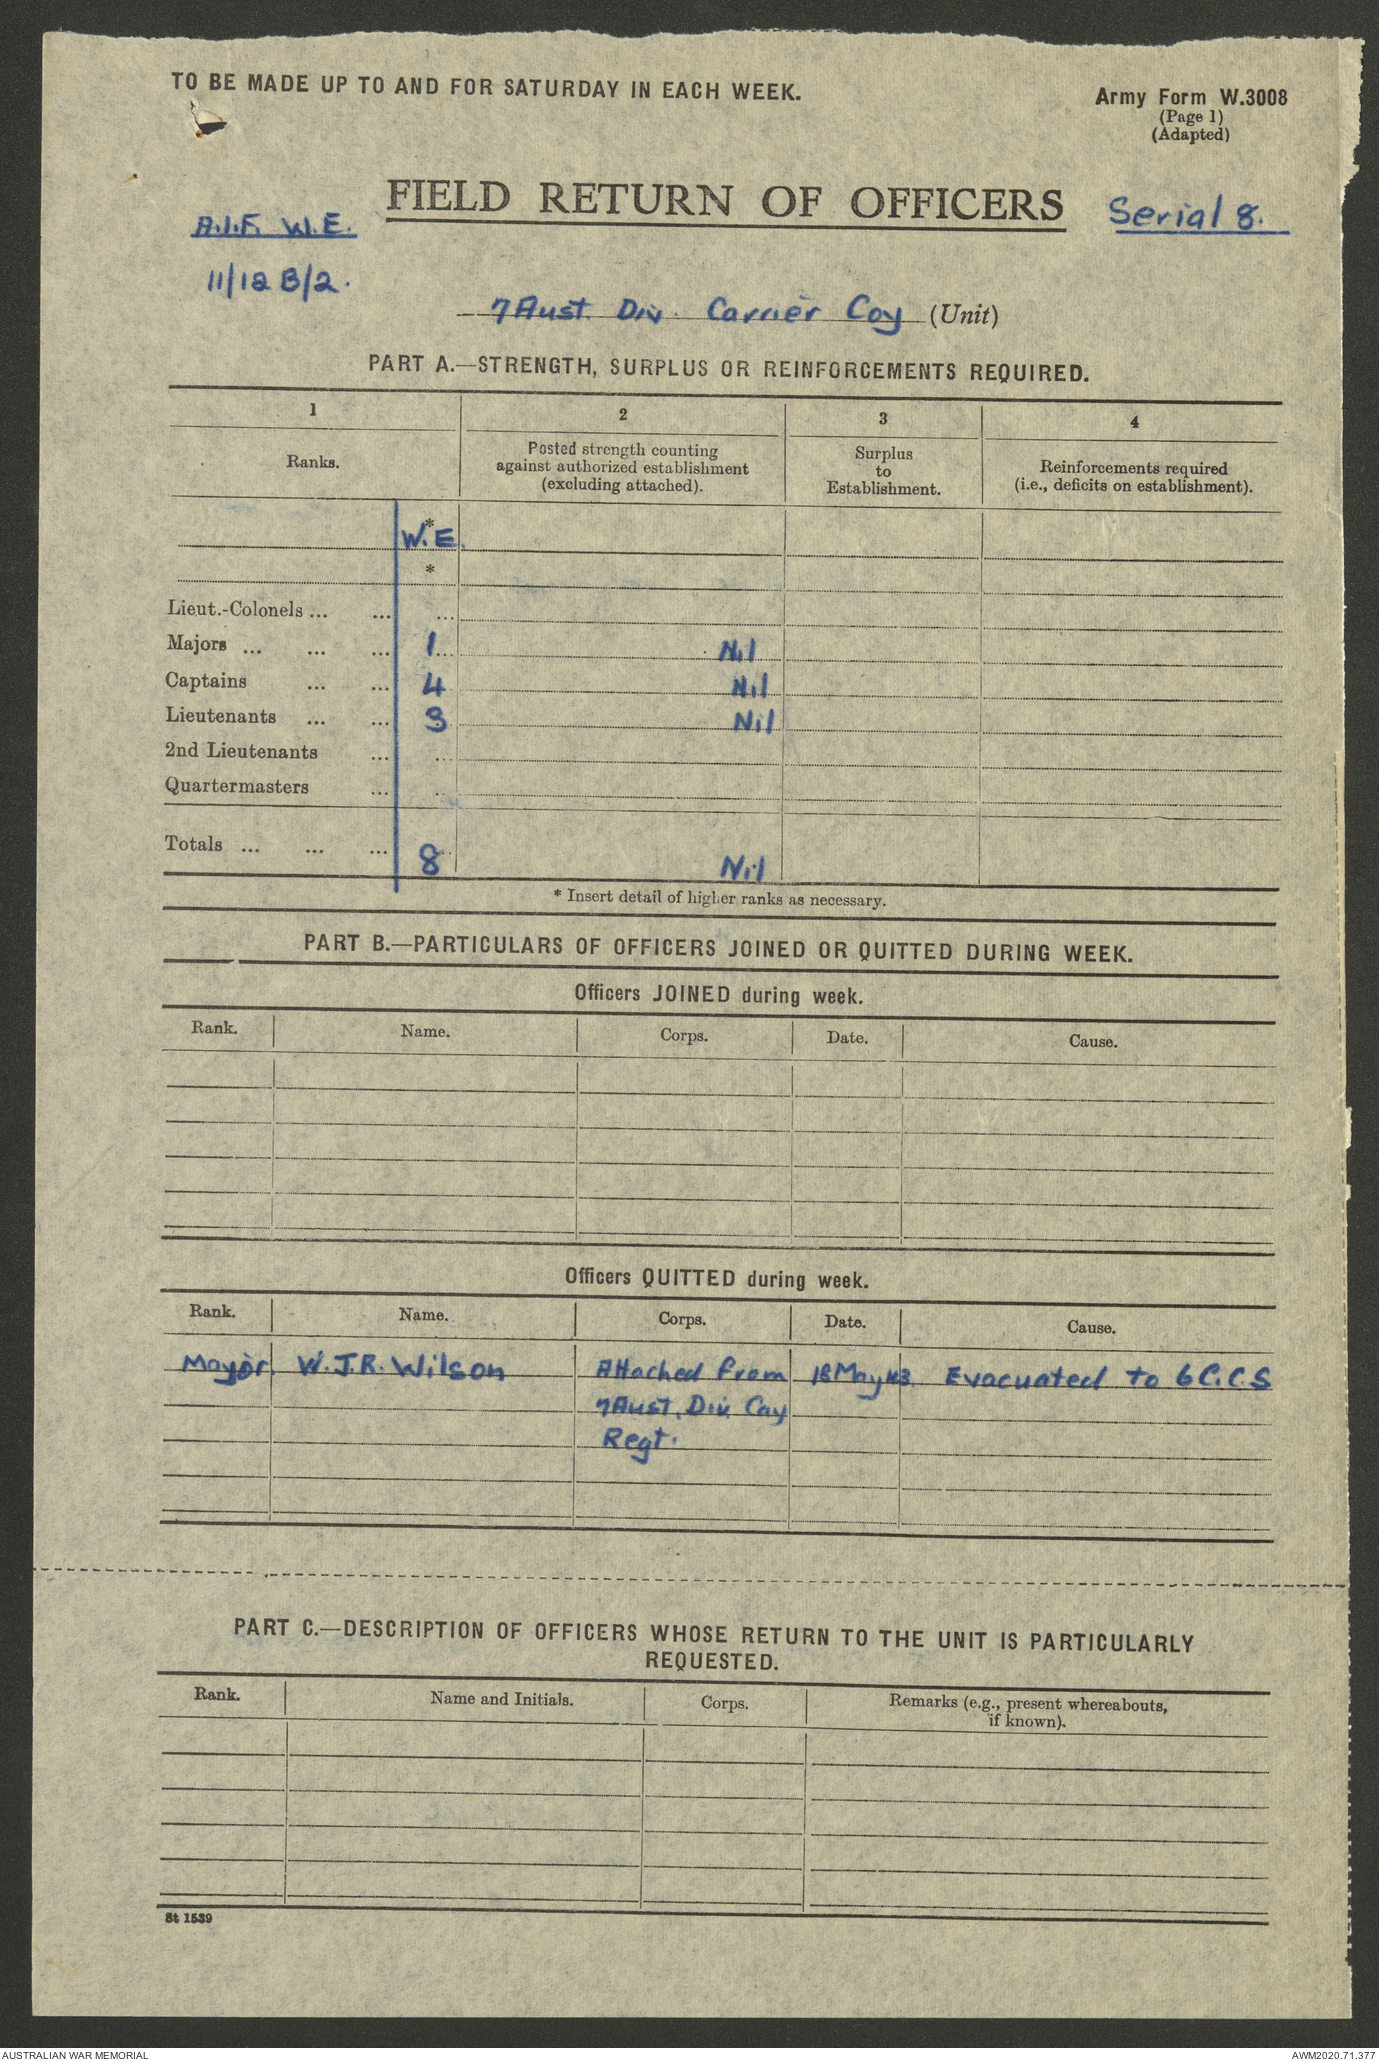 TO BE MADE UP TO AND FOR SATURDAY IN EACH WEEK.
Army Form W.3008
(Page 1)
(Adapted)
FIELD RETURN OF OFFICERS
Serial 8.
A.I.F. W.E.
11/12 B/2.
7 Aust. Div. Carrier Coy (Unit)
PART A.—STRENGTH, SURPLUS OR REINFORCEMENTS REQUIRED.
1 2 3 4
Ranks.
Posted strength counting
against authorized establishment
(excluding attached).
Surplus
to
Establishment.
Reinforcements required
(i.e., deficits on establishment).
*
W.E.
*
Lieut.-Colonels ... ... ...
Majors ... ... ... 1 ... Nil
Captains ... ... 4 Nil
Lieutenants ... ... 3 Nil
2nd Lieutenants ... ...
Quartermasters ... ..
Totals ... ... ... 8 Nil
* Insert detail of higher ranks as necessary.
PART B.—PARTICULARS OF OFFICERS JOINED OR QUITTED DURING WEEK.
Officers JOINED during week.
Rank. Name. Corps. Date. Cause.
Officers QUITTED during week.
Rank. Name. Corps. Date. Cause.
Major. W.J.R. Wilson Attached from 18 May 43. Evacuated to 6 C.C.S
7 Aust. Div. Cay
Regt.
PART C.—DESCRIPTION OF OFFICERS WHOSE RETURN TO THE UNIT IS PARTICULARLY
REQUESTED.
Rank. Name and Initials. Corps. Remarks (e.g., present whereabouts,
if known).
St 1539
AUSTRALIAN WAR MEMORIAL
AWM2020.71.377